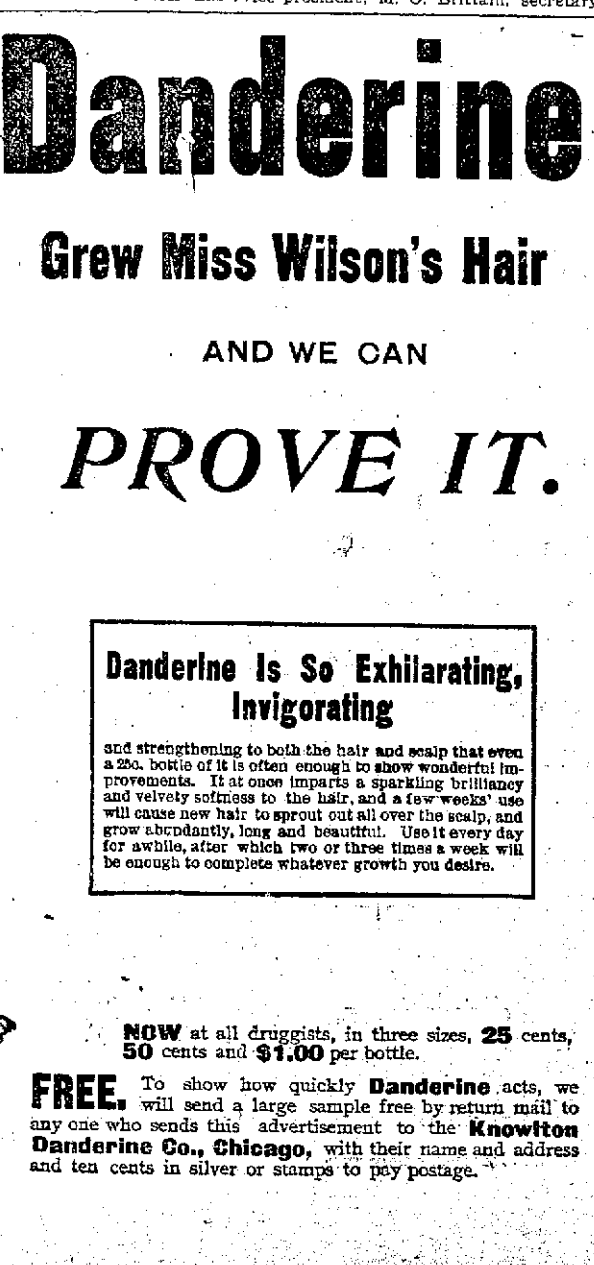 vice president, M. O. Brittain, secretary
Danderine
Grew Miss Wilson's Hair
AND WE CAN
PROVE IT.
Danderine Is So Exhilarating,
Invigorating
and strengthening to both the hair and scalp that even
a 25c. bottle of it is often enough to show wonderful im-
provements. It at once imparts a sparkling brilliancy
and velvety softness to the hair, and a few weeks' use
will cause new hair to sprout out all over the scalp, and
grow abundantly, long and beautiful. Use it every day
for awhile, after which two or three times a week will
be enough to complete whatever growth you desire.
NOW at all druggists, in three sizes, 25 cents,
50 cents and $1.00 per bottle.
FREE. To show how quickly Danderine acts, we
will send a large sample free by return mail to
any one who sends this advertisement to the Knowlton
Danderine Co., Chicago, with their name and address
and ten cents in silver or stamps to pay postage.